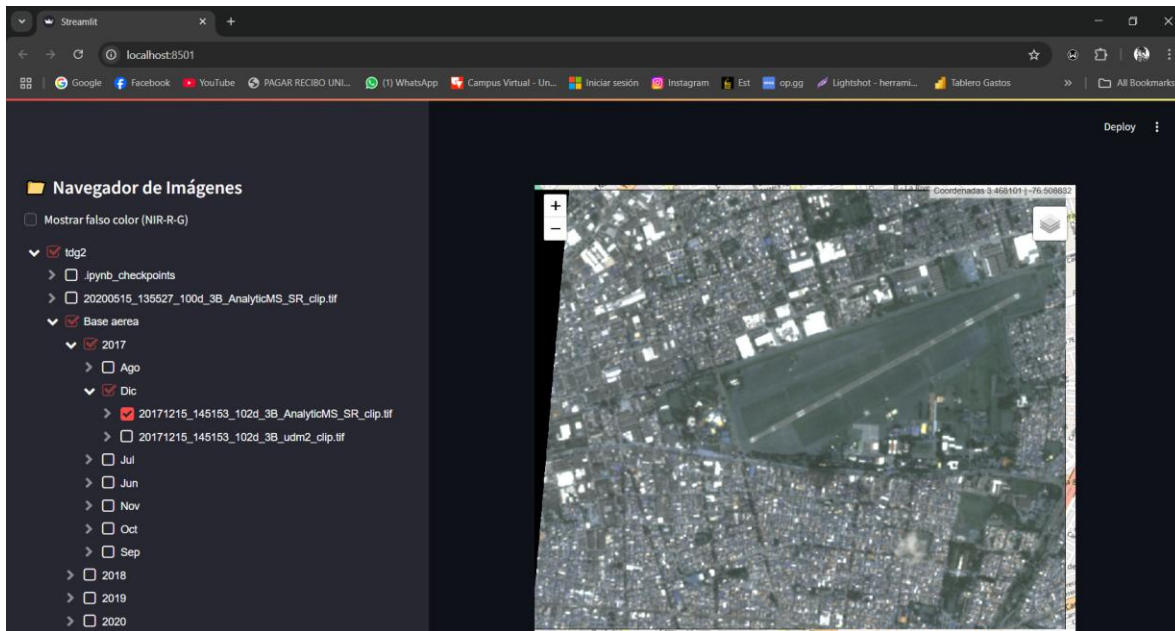 Streamlit
localhost:8501
Google Facebook YouTube PAGAR RECIBO UNI... (1) WhatsApp Campus Virtual - Un... Iniciar sesión Instagram Est op.gg Lightshot - herrami... Tablero Gastos » All Bookmarks
Deploy
Navegador de Imágenes
Mostrar falso color (NIR-R-G)
tdg2
.ipynb_checkpoints
20200515_135527_100d_3B_AnalyticMS_SR_clip.tif
Base aerea
2017
Ago
Dic
20171215_145153_102d_3B_AnalyticMS_SR_clip.tif
20171215_145153_102d_3B_udm2_clip.tif
Jul
Jun
Nov
Oct
Sep
2018
2019
2020
Coordenadas 3.468101 | -76.508832
+
−